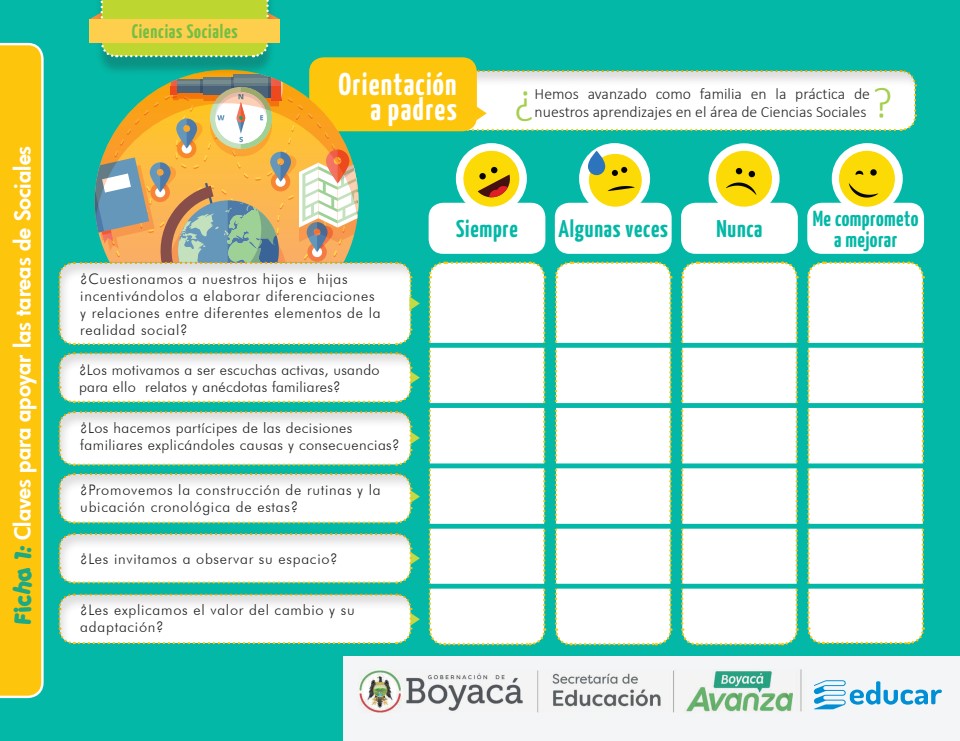 Ciencias Sociales
Orientación
a padres
¿ Hemos avanzado como familia en la práctica de
nuestros aprendizajes en el área de Ciencias Sociales ?
N
W E
S
Siempre
Algunas veces
Nunca
Me comprometo
a mejorar
Ficha 1: Claves para apoyar las tareas de Sociales
¿Cuestionamos a nuestros hijos e hijas
incentivándolos a elaborar diferenciaciones
y relaciones entre diferentes elementos de la
realidad social?
¿Los motivamos a ser escuchas activas, usando
para ello relatos y anécdotas familiares?
¿Los hacemos partícipes de las decisiones
familiares explicándoles causas y consecuencias?
¿Promovemos la construcción de rutinas y la
ubicación cronológica de estas?
¿Les invitamos a observar su espacio?
¿Les explicamos el valor del cambio y su
adaptación?
GOBERNACIÓN DE
Boyacá
Secretaría de
Educación
Boyacá
Avanza
educar